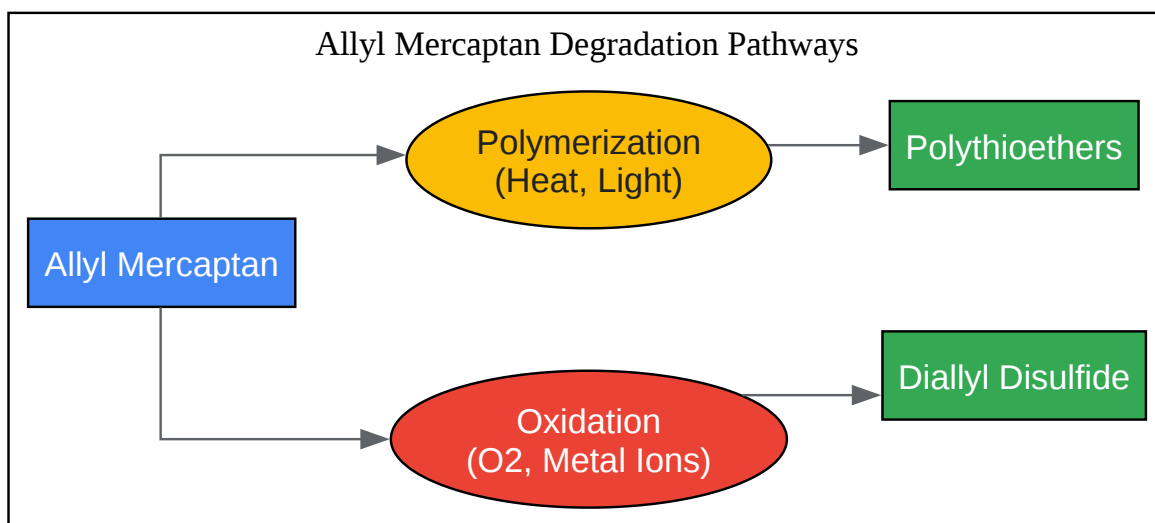 Allyl Mercaptan Degradation Pathways
Polymerization
(Heat, Light)
Polythioethers
Allyl Mercaptan
Diallyl Disulfide
Oxidation
(O2, Metal Ions)